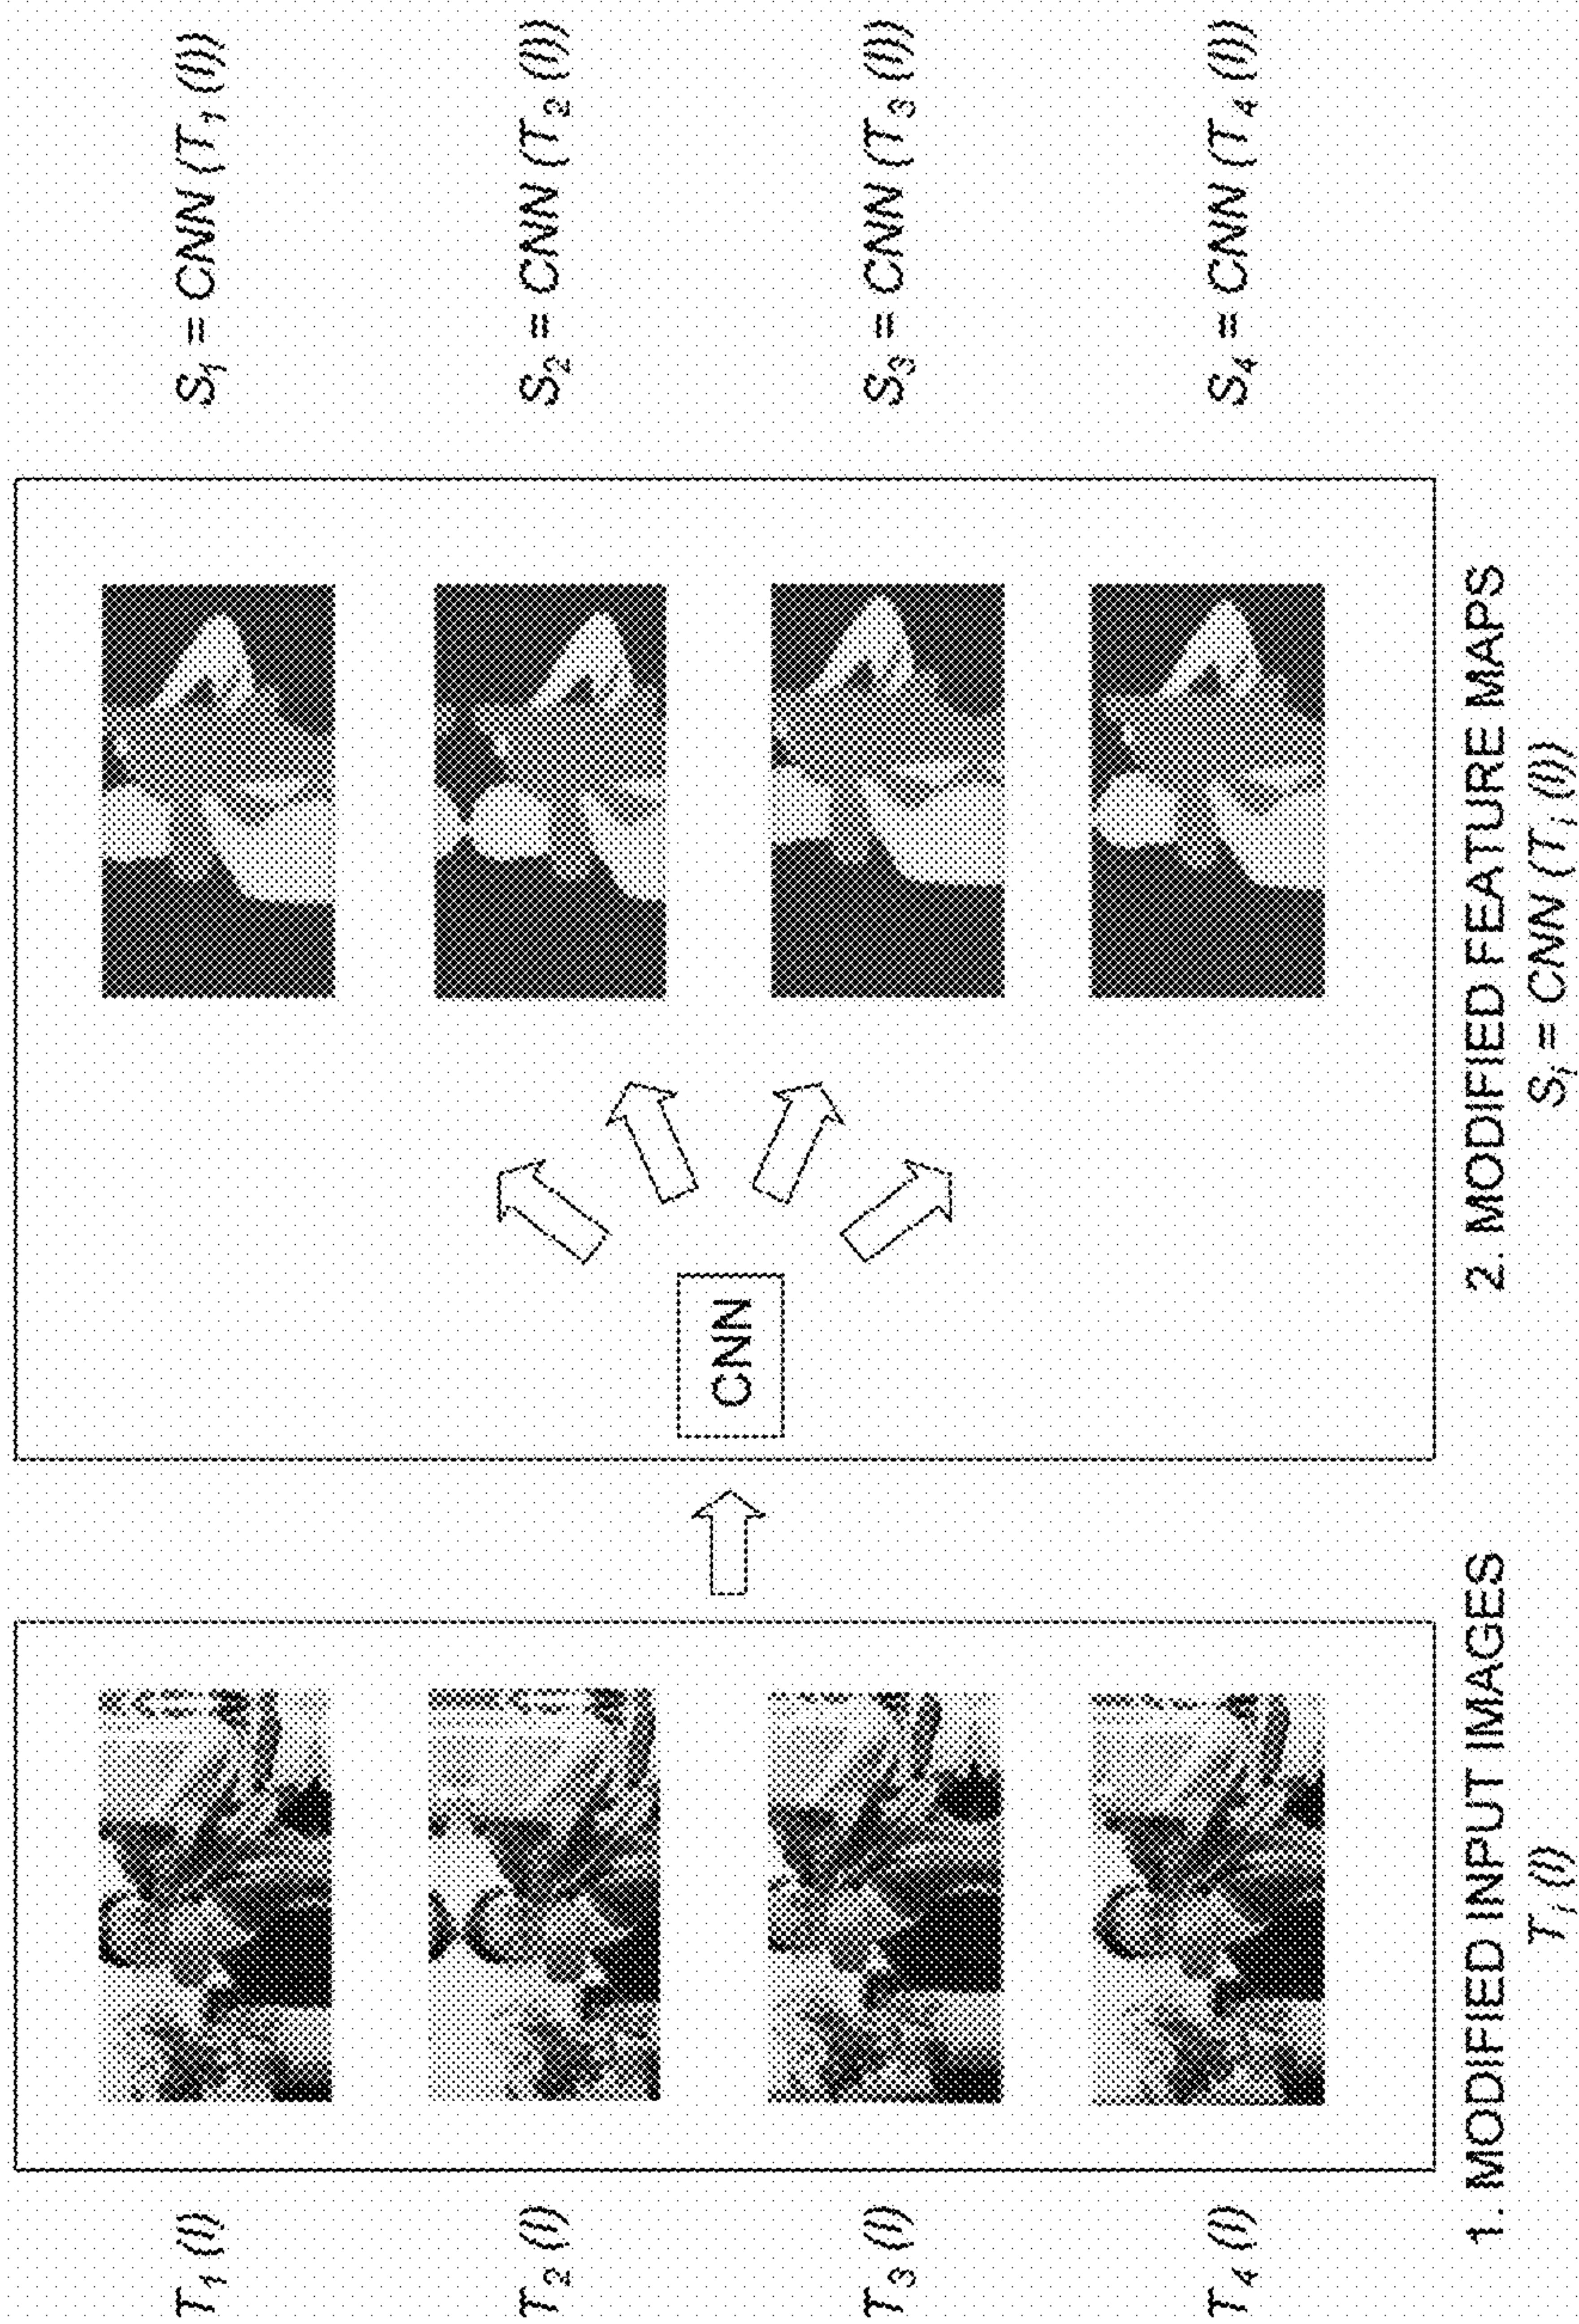 T₁ (I)
S₁ = CNN (T₁ (I))
T₂ (I)
S₂ = CNN (T₂ (I))
CNN
T₃ (I)
S₃ = CNN (T₃ (I))
T₄ (I)
S₄ = CNN (T₄ (I))
1. MODIFIED INPUT IMAGES
Tᵢ (I)
2. MODIFIED FEATURE MAPS
Sᵢ = CNN (Tᵢ (I))